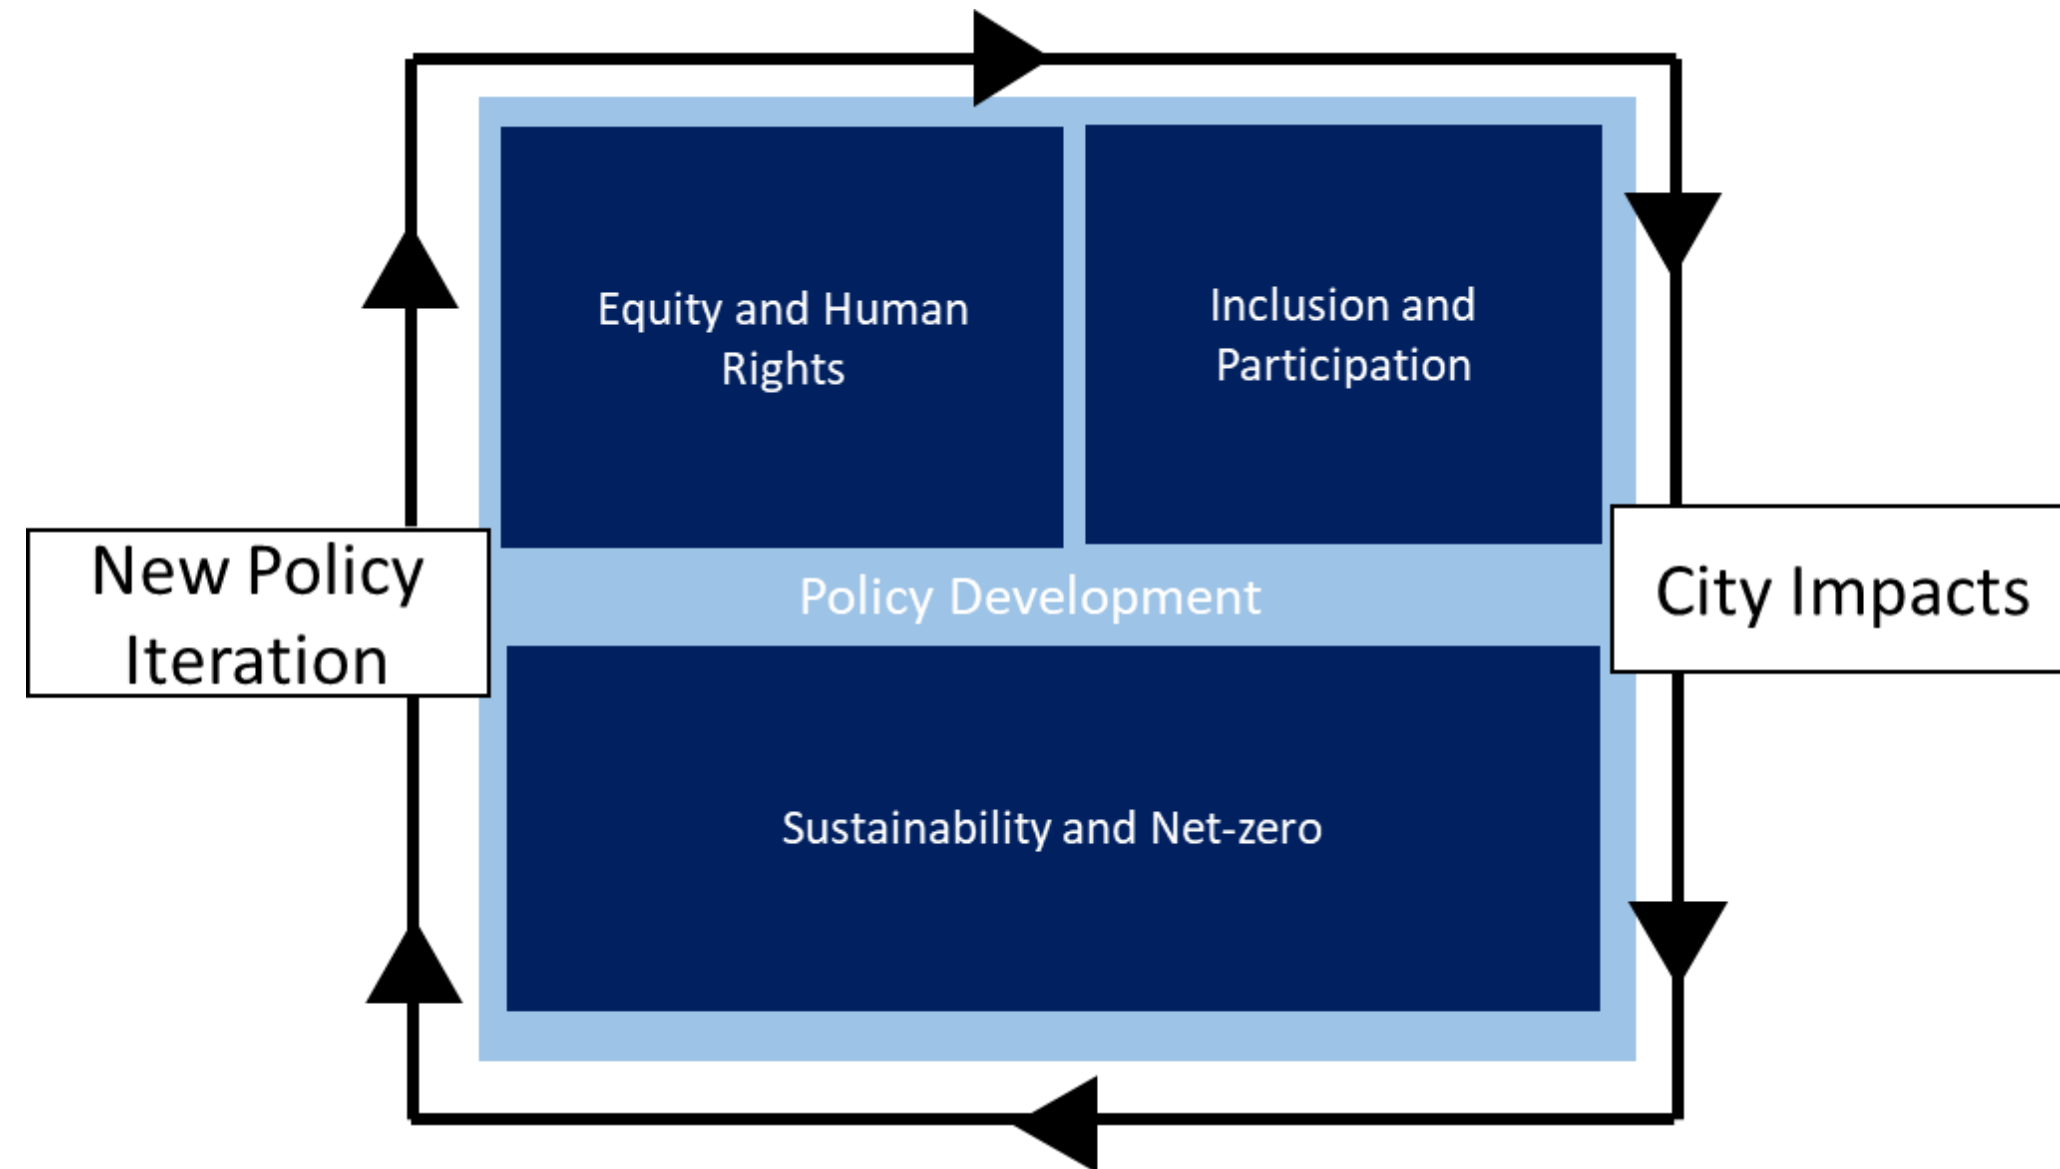 Equity and Human
Rights
Inclusion and
Participation
New Policy
Iteration
Policy Development
City Impacts
Sustainability and Net-zero